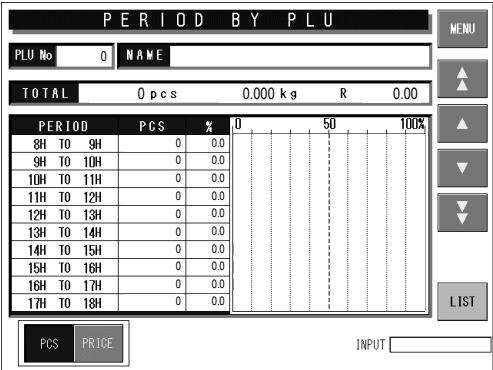 PERIOD BY PLU
MENU
PLU No 0 NAME
TOTAL 0 pcs 0.000 kg R 0.00
PERIOD PCS % 0 50 100%
8H TO 9H 0 0.0
9H TO 10H 0 0.0
10H TO 11H 0 0.0
11H TO 12H 0 0.0
12H TO 13H 0 0.0
13H TO 14H 0 0.0
14H TO 15H 0 0.0
15H TO 16H 0 0.0
16H TO 17H 0 0.0
17H TO 18H 0 0.0
LIST
PCS PRICE INPUT